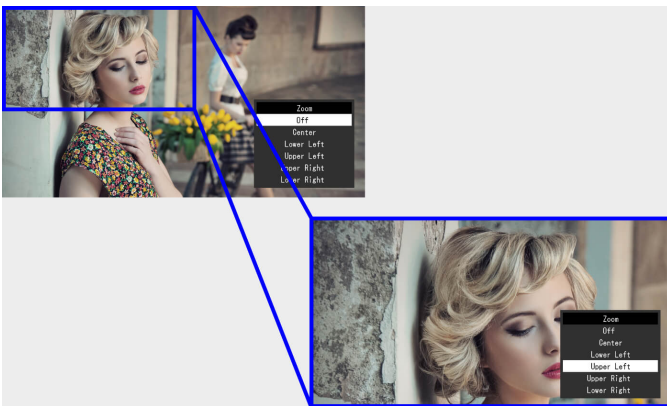 Zoom
Off
Center
Lower Left
Upper Left
Upper Right
Lower Right
Zoom
Off
Center
Lower Left
Upper Left
Upper Right
Lower Right